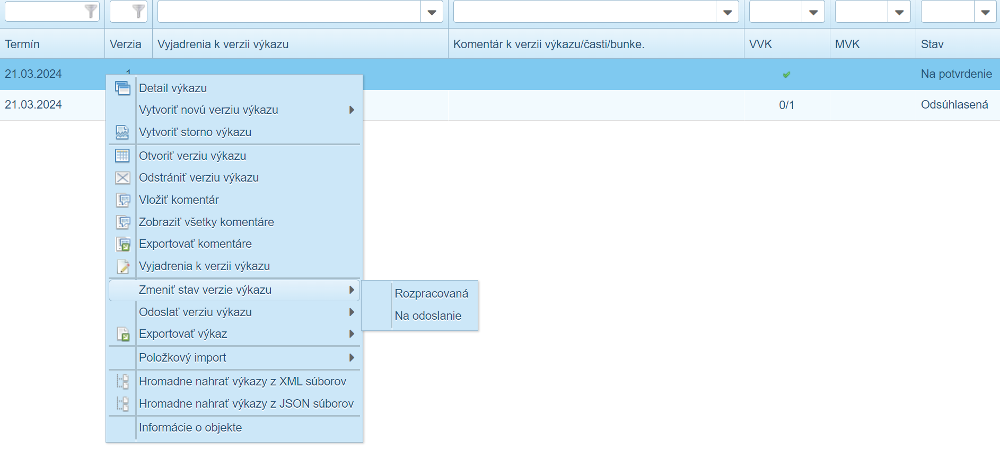 Termín Verzia Vyjadrenia k verzii výkazu Komentár k verzii výkazu/časti/bunke. VVK MVK Stav
21.03.2024 1 Na potvrdenie
21.03.2024 0/1 Odsúhlasená
Detail výkazu
Vytvoriť novú verziu výkazu
Vytvoriť storno výkazu
Otvoriť verziu výkazu
Odstrániť verziu výkazu
Vložiť komentár
Zobraziť všetky komentáre
Exportovať komentáre
Vyjadrenia k verzii výkazu
Zmeniť stav verzie výkazu
Rozpracovaná
Na odoslanie
Odoslať verziu výkazu
Exportovať výkaz
Položkový import
Hromadne nahrať výkazy z XML súborov
Hromadne nahrať výkazy z JSON súborov
Informácie o objekte